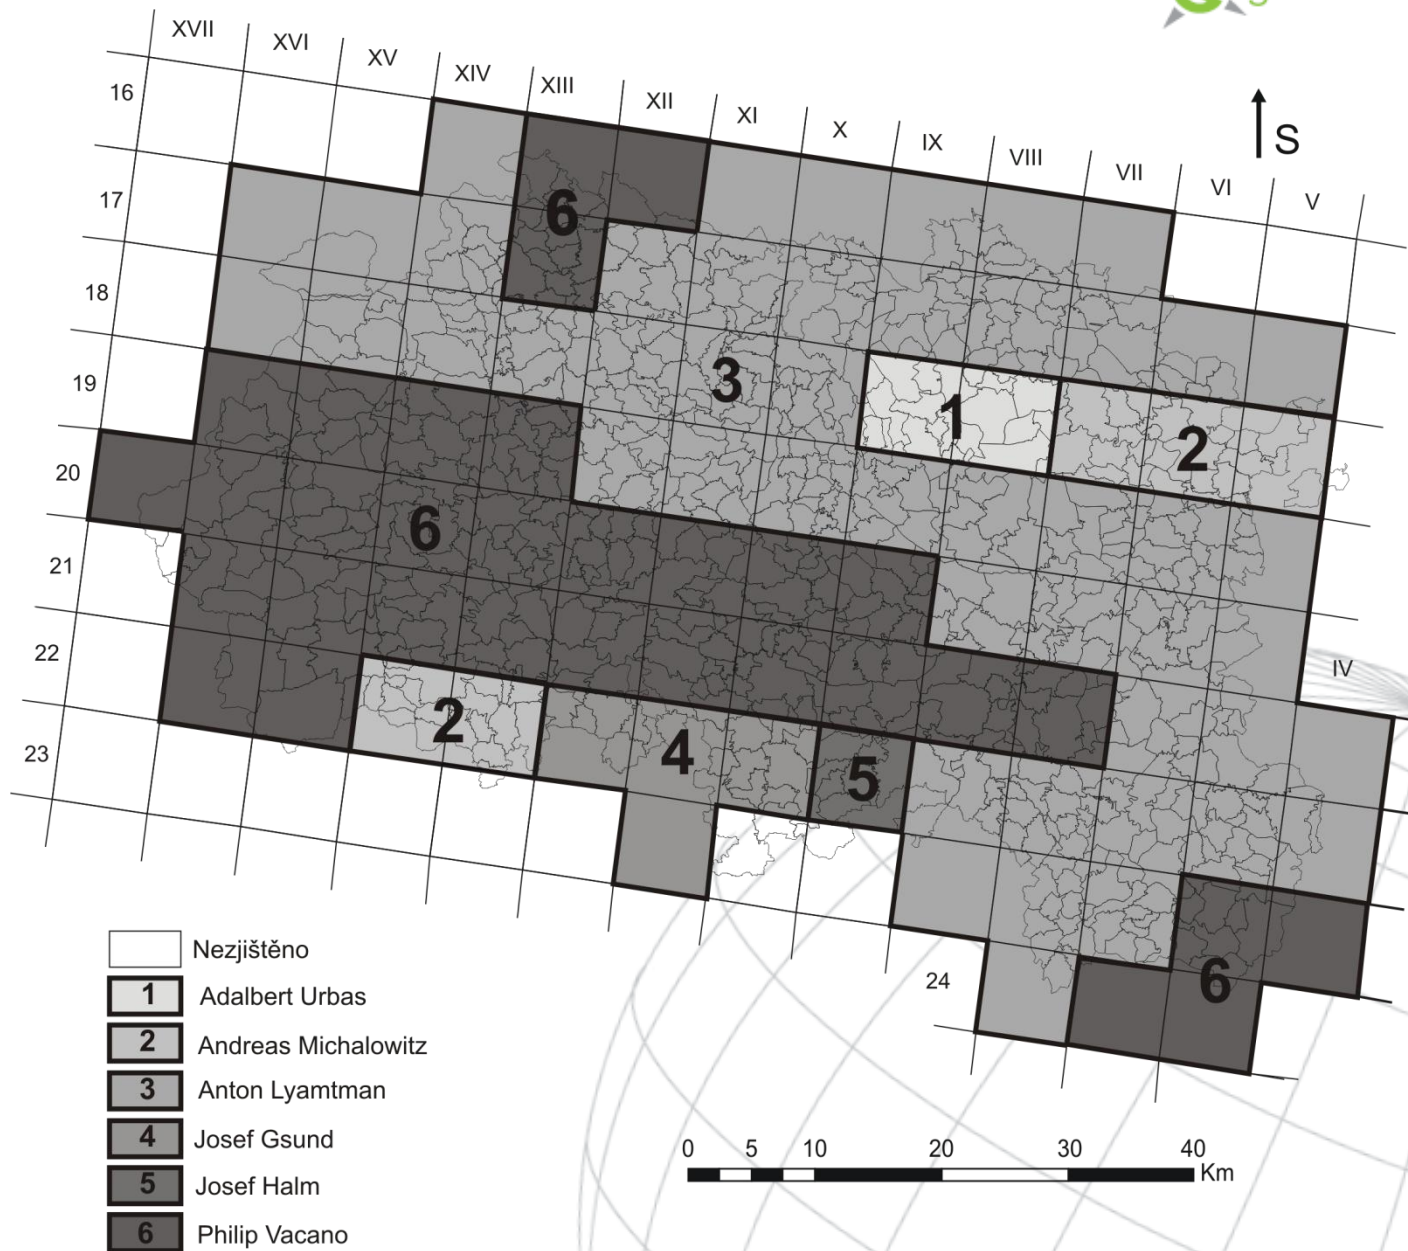 S
XVII
XVI
XV
XIV
XIII
XII
XI
X
IX
VIII
VII
VI
V
S
16
17
18
19
20
21
22
23
6
3
1
2
6
IV
2
4
5
24
6
Nezjištěno
1 Adalbert Urbas
2 Andreas Michalowitz
3 Anton Lyamtman
4 Josef Gsund
5 Josef Halm
6 Philip Vacano
0 5 10 20 30 40
Km